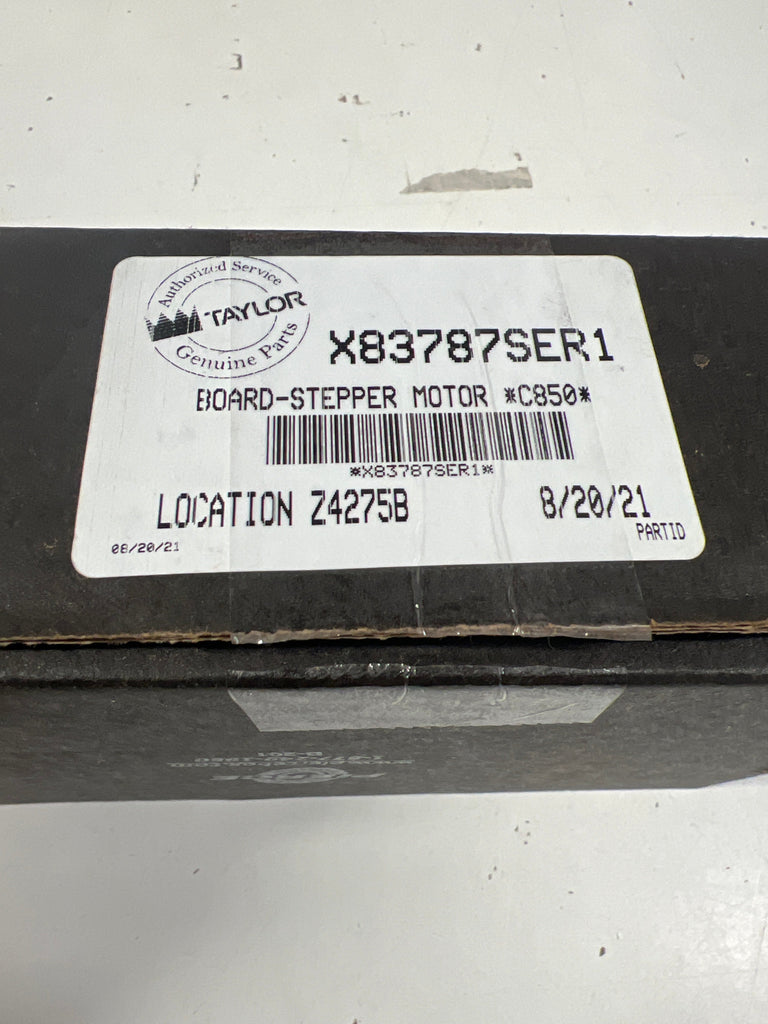 Authorized Service
TAYLOR
Genuine Parts
X83787SER1
BOARD-STEPPER MOTOR *C850*
*X83787SER1*
LOCATION Z4275B
8/20/21
PARTID
08/20/21